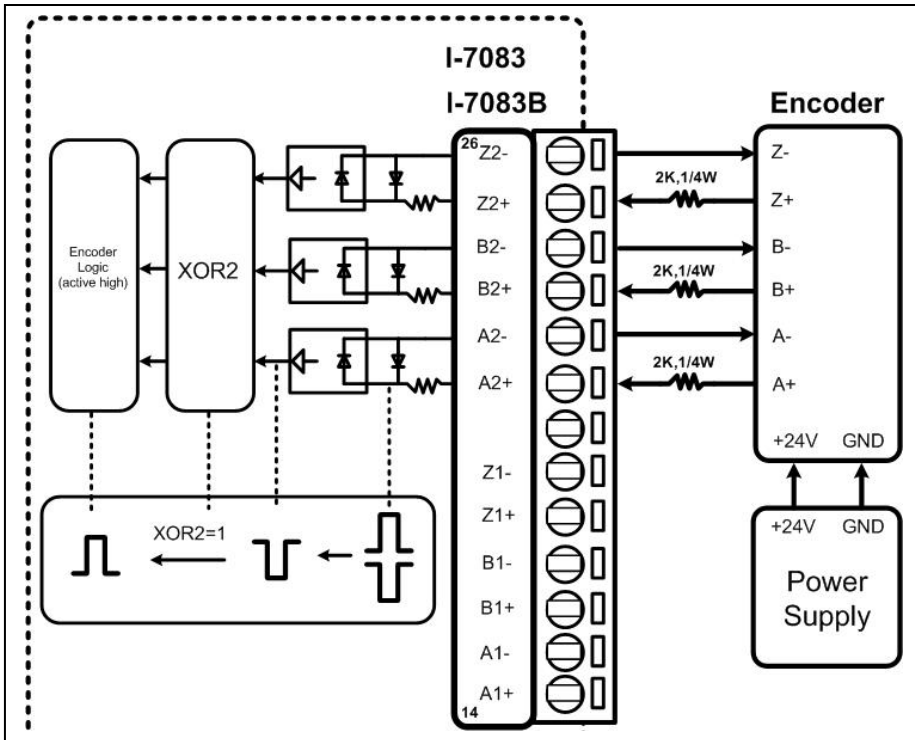 I-7083
I-7083B
Encoder
26
Z2-
Z2+
B2-
B2+
A2-
A2+
Z1-
Z1+
B1-
B1+
A1-
A1+
14
2K,1/4W
2K,1/4W
2K,1/4W
Z-
Z+
B-
B+
A-
A+
+24V GND
+24V GND
Power
Supply
Encoder
Logic
(active high)
XOR2
XOR2=1